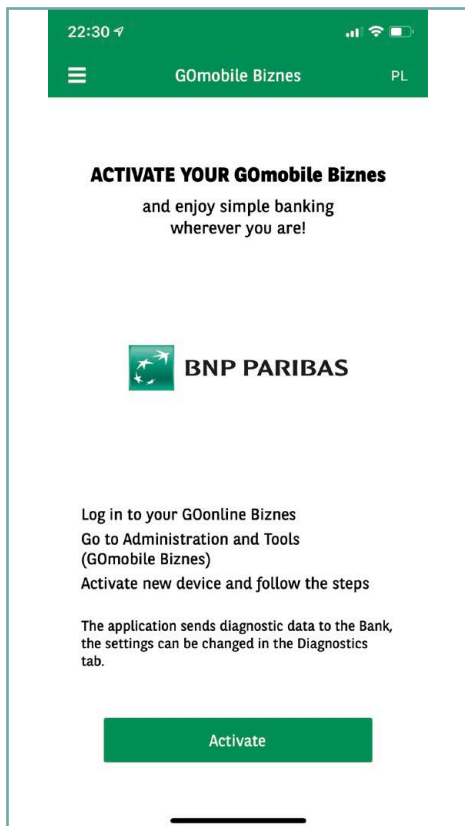 22:30
GOmobile Biznes PL
ACTIVATE YOUR GOmobile Biznes
and enjoy simple banking
wherever you are!
BNP PARIBAS
Log in to your GOonline Biznes
Go to Administration and Tools
(GOmobile Biznes)
Activate new device and follow the steps
The application sends diagnostic data to the Bank,
the settings can be changed in the Diagnostics
tab.
Activate